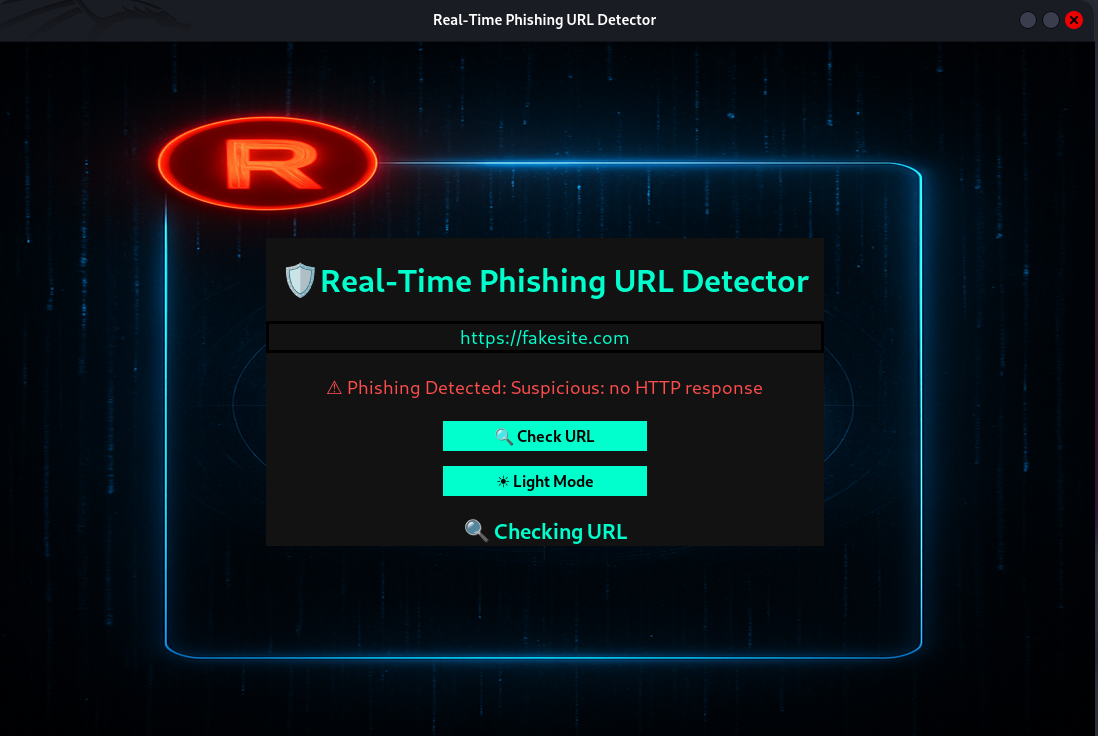 Real-Time Phishing URL Detector
R
🛡️Real-Time Phishing URL Detector
https://fakesite.com
⚠ Phishing Detected: Suspicious: no HTTP response
🔍 Check URL
☀ Light Mode
🔍 Checking URL